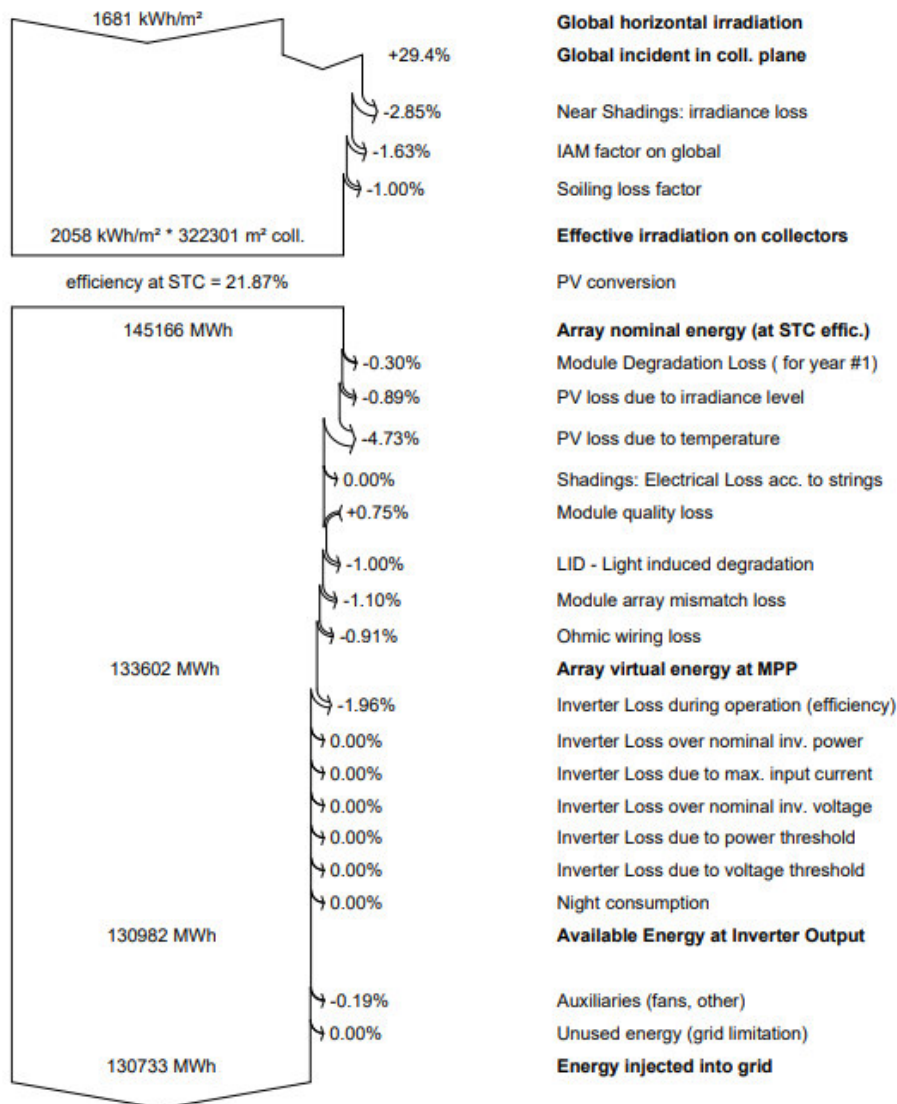 1681 kWh/m² Global horizontal irradiation
+29.4% Global incident in coll. plane
-2.85% Near Shadings: irradiance loss
-1.63% IAM factor on global
-1.00% Soiling loss factor
2058 kWh/m² * 322301 m² coll. Effective irradiation on collectors
efficiency at STC = 21.87% PV conversion
145166 MWh Array nominal energy (at STC effic.)
-0.30% Module Degradation Loss ( for year #1)
-0.89% PV loss due to irradiance level
-4.73% PV loss due to temperature
0.00% Shadings: Electrical Loss acc. to strings
+0.75% Module quality loss
-1.00% LID - Light induced degradation
-1.10% Module array mismatch loss
-0.91% Ohmic wiring loss
133602 MWh Array virtual energy at MPP
-1.96% Inverter Loss during operation (efficiency)
0.00% Inverter Loss over nominal inv. power
0.00% Inverter Loss due to max. input current
0.00% Inverter Loss over nominal inv. voltage
0.00% Inverter Loss due to power threshold
0.00% Inverter Loss due to voltage threshold
0.00% Night consumption
130982 MWh Available Energy at Inverter Output
-0.19% Auxiliaries (fans, other)
0.00% Unused energy (grid limitation)
130733 MWh Energy injected into grid